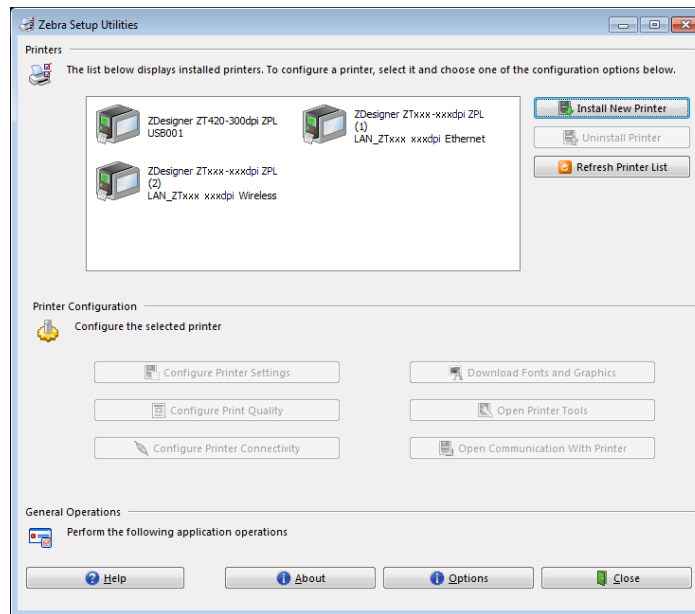 Zebra Setup Utilities
Printers
The list below displays installed printers. To configure a printer, select it and choose one of the configuration options below.
ZDesigner ZT420-300dpi ZPL
USB001
ZDesigner ZTxxx-xxxdpi ZPL
(1)
LAN_ZTxxx xxxdpi Ethernet
ZDesigner ZTxxx-xxxdpi ZPL
(2)
LAN_ZTxxx xxxdpi Wireless
Install New Printer
Uninstall Printer
Refresh Printer List
Printer Configuration
Configure the selected printer
Configure Printer Settings
Download Fonts and Graphics
Configure Print Quality
Open Printer Tools
Configure Printer Connectivity
Open Communication With Printer
General Operations
Perform the following application operations
Help
About
Options
Close